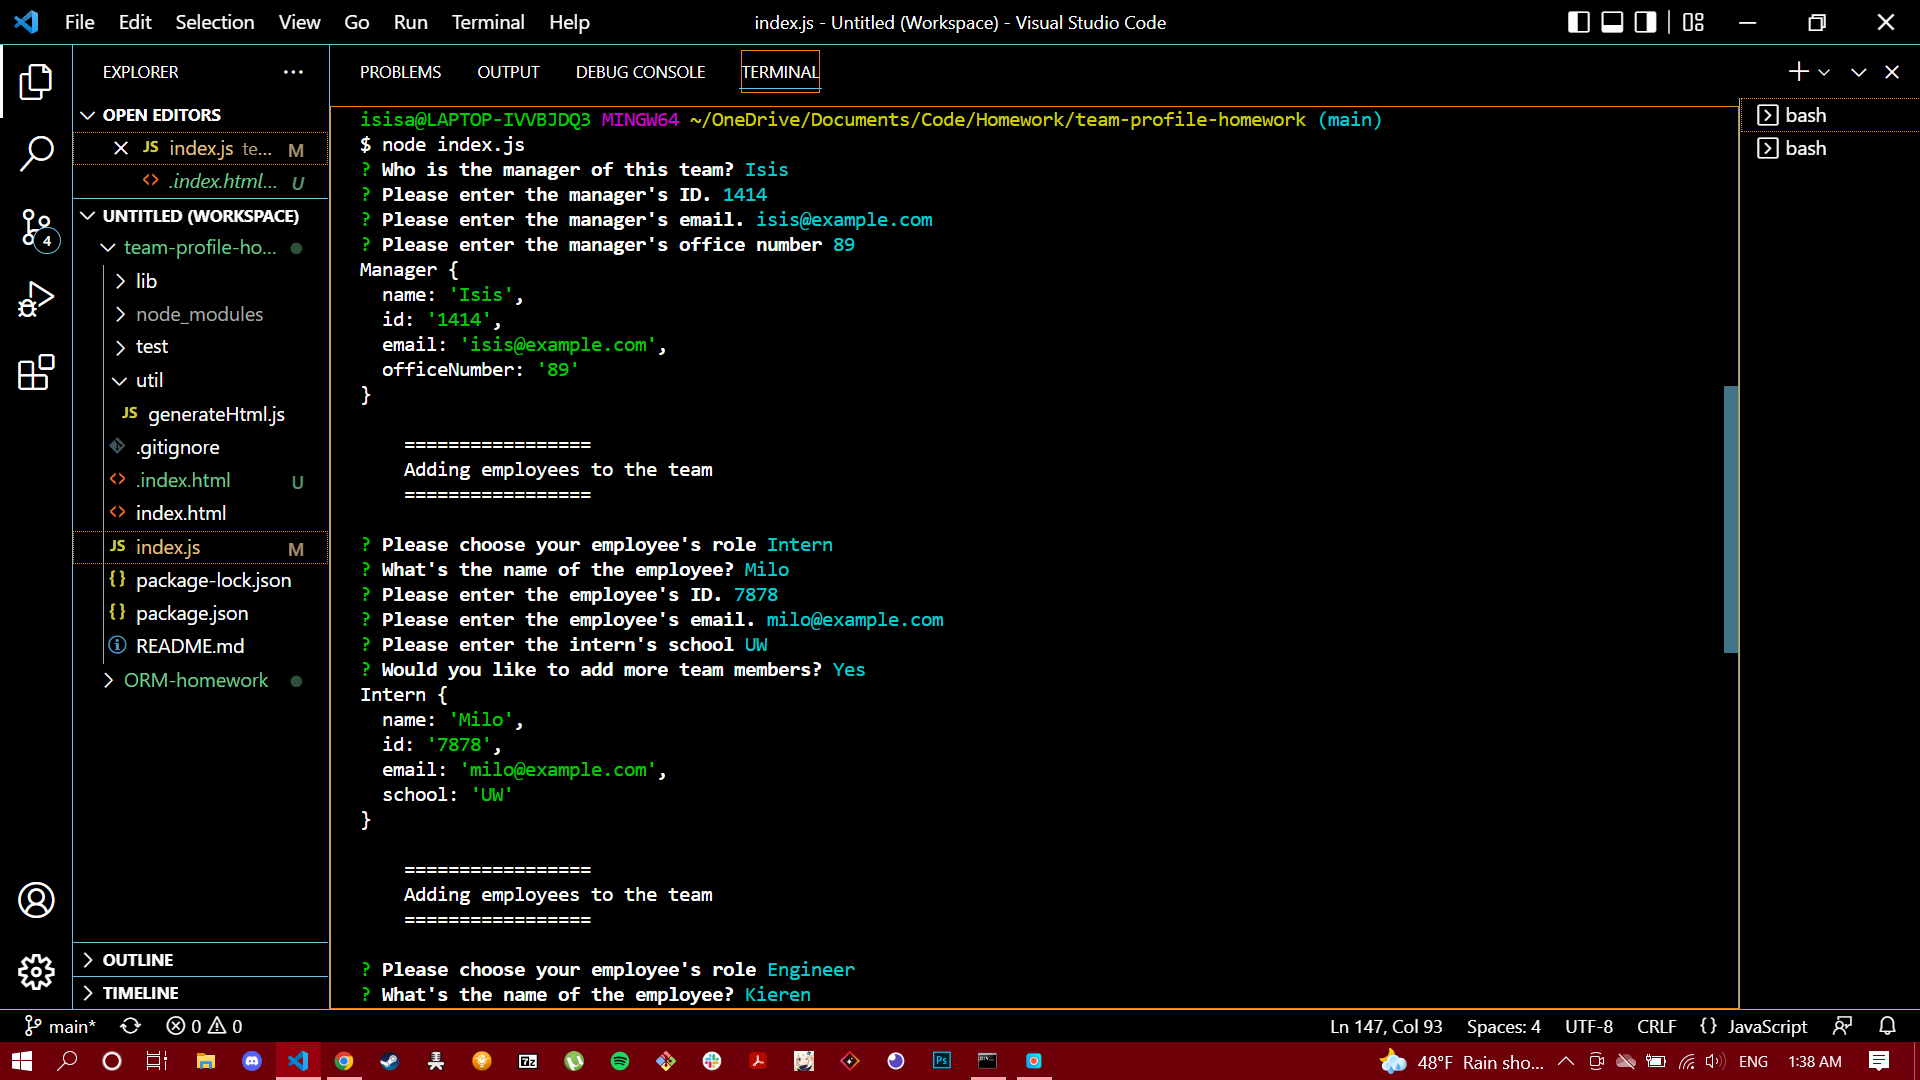 File Edit Selection View Go Run Terminal Help
index.js - Untitled (Workspace) - Visual Studio Code
EXPLORER
OPEN EDITORS
JS index.js te... M
<> .index.html... U
UNTITLED (WORKSPACE)
team-profile-ho...
lib
node_modules
test
util
JS generateHtml.js
.gitignore
<> .index.html U
<> index.html
JS index.js M
{} package-lock.json
{} package.json
README.md
ORM-homework
OUTLINE
TIMELINE
4
PROBLEMS OUTPUT DEBUG CONSOLE TERMINAL
isisa@LAPTOP-IVVBJDQ3 MINGW64 ~/OneDrive/Documents/Code/Homework/team-profile-homework (main)
$ node index.js
? Who is the manager of this team? Isis
? Please enter the manager's ID. 1414
? Please enter the manager's email. isis@example.com
? Please enter the manager's office number 89
Manager {
  name: 'Isis',
  id: '1414',
  email: 'isis@example.com',
  officeNumber: '89'
}
=================
Adding employees to the team
=================
? Please choose your employee's role Intern
? What's the name of the employee? Milo
? Please enter the employee's ID. 7878
? Please enter the employee's email. milo@example.com
? Please enter the intern's school UW
? Would you like to add more team members? Yes
Intern {
  name: 'Milo',
  id: '7878',
  email: 'milo@example.com',
  school: 'UW'
}
=================
Adding employees to the team
=================
? Please choose your employee's role Engineer
? What's the name of the employee? Kieren
bash
bash
main* 0 0
Ln 147, Col 93 Spaces: 4 UTF-8 CRLF {} JavaScript
7z Ps
48°F Rain sho... ENG 1:38 AM